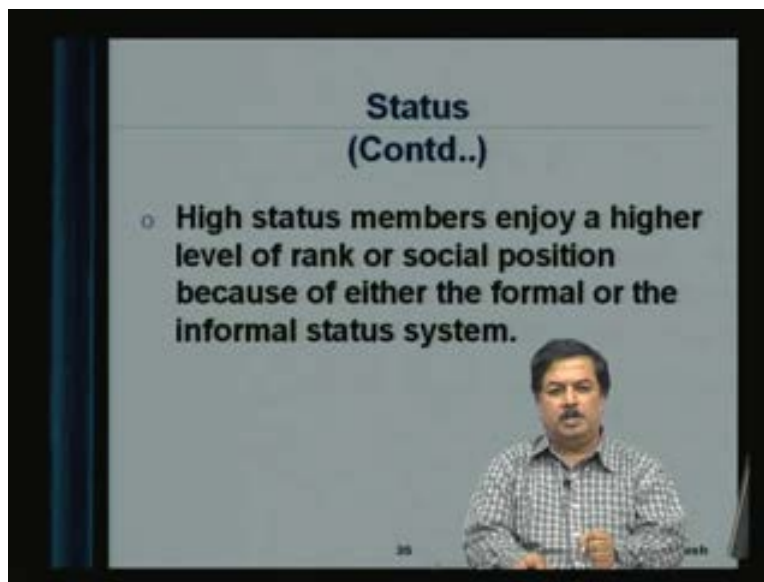 Status
(Contd..)
o High status members enjoy a higher
level of rank or social position
because of either the formal or the
informal status system.